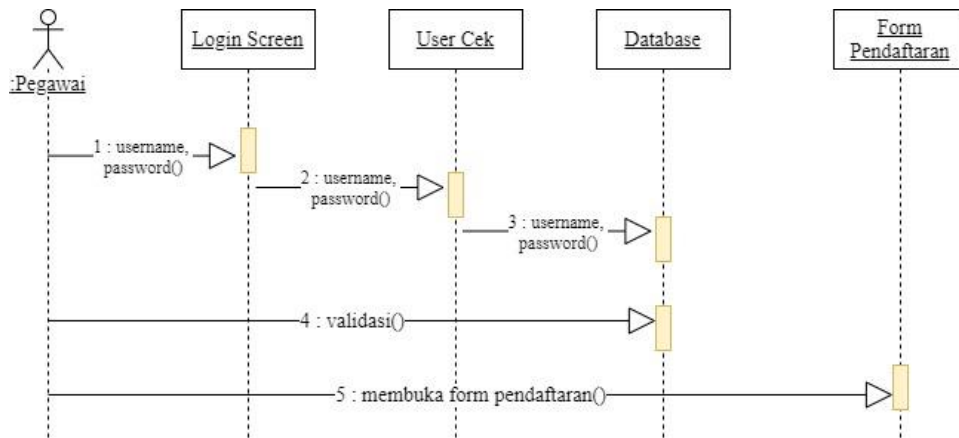 :Pegawai
Login Screen
User Cek
Database
Form
Pendaftaran
1 : username,
password()
2 : username,
password()
3 : username,
password()
4 : validasi()
5 : membuka form pendaftaran()